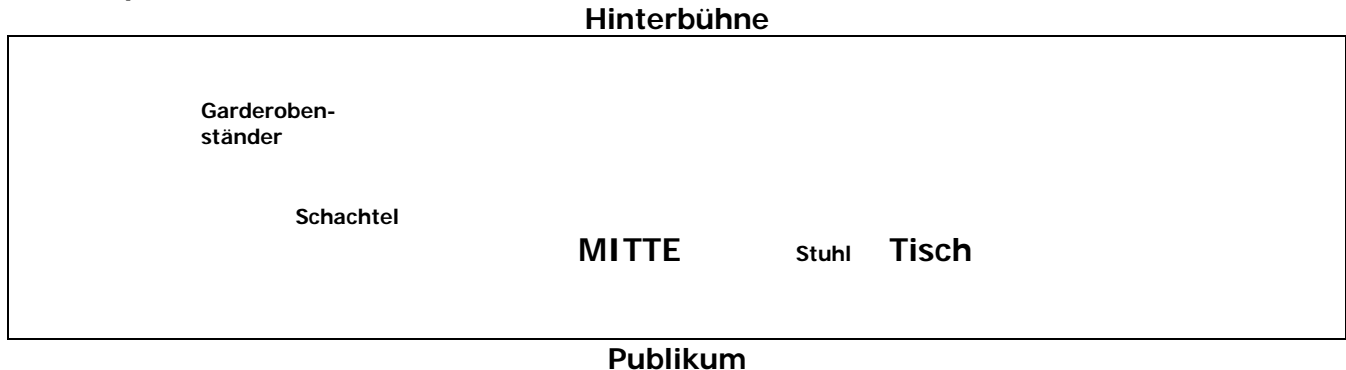 Hinterbühne
Garderoben-
ständer
Schachtel
MITTE Stuhl Tisch
Publikum